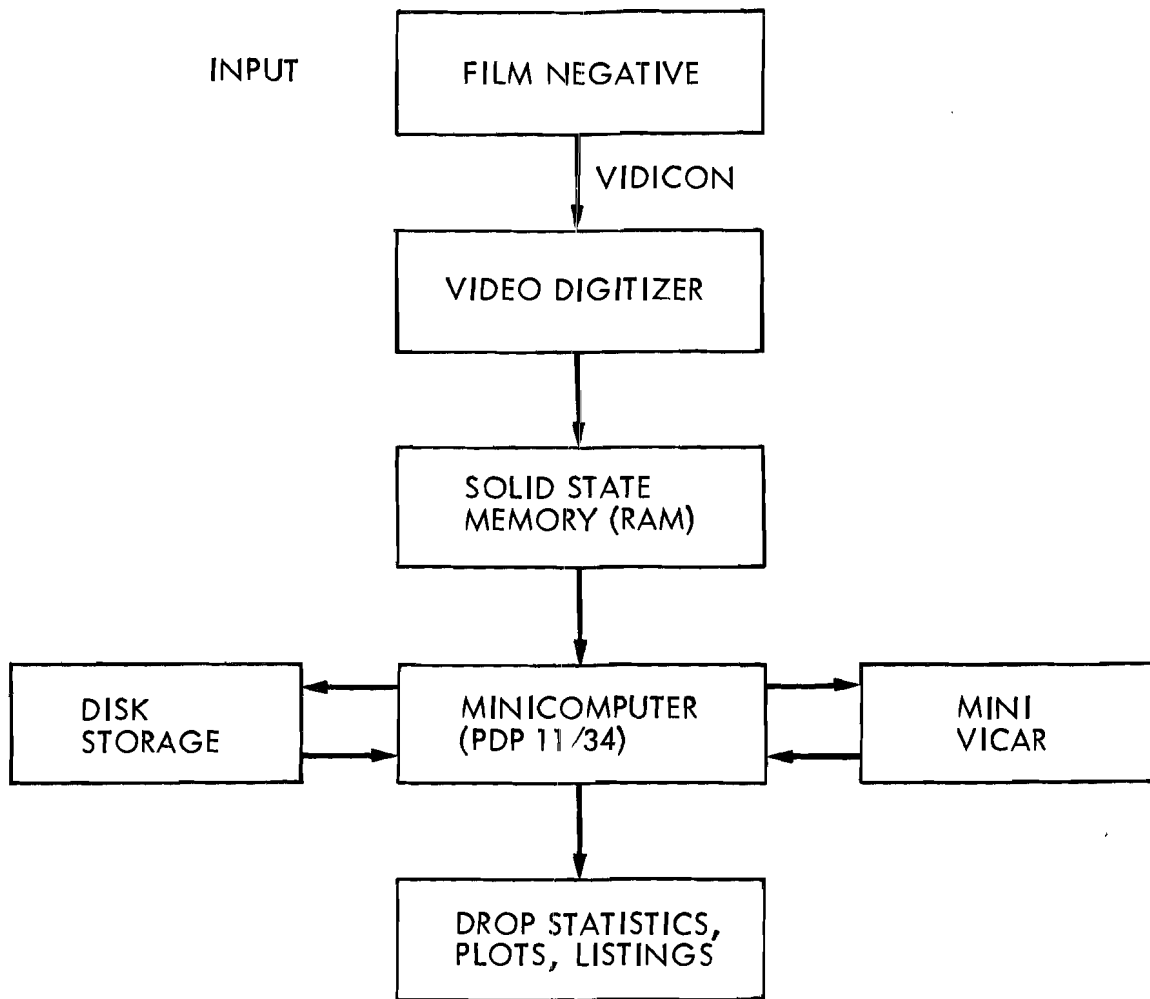 INPUT
FILM NEGATIVE
VIDICON
VIDEO DIGITIZER
SOLID STATE
MEMORY (RAM)
DISK
STORAGE
MINICOMPUTER
(PDP 11/34)
MINI
VICAR
DROP STATISTICS,
PLOTS, LISTINGS